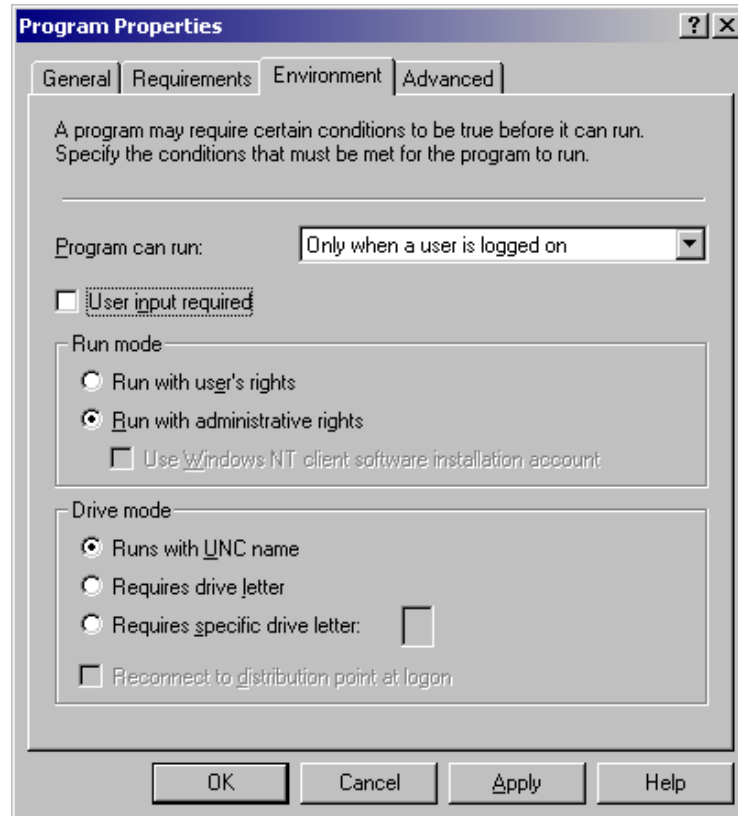 Program Properties
General Requirements Environment Advanced
A program may require certain conditions to be true before it can run.
Specify the conditions that must be met for the program to run.
Program can run: Only when a user is logged on
User input required
Run mode
Run with user's rights
Run with administrative rights
Use Windows NT client software installation account
Drive mode
Runs with UNC name
Requires drive letter
Requires specific drive letter:
Reconnect to distribution point at logon
OK Cancel Apply Help